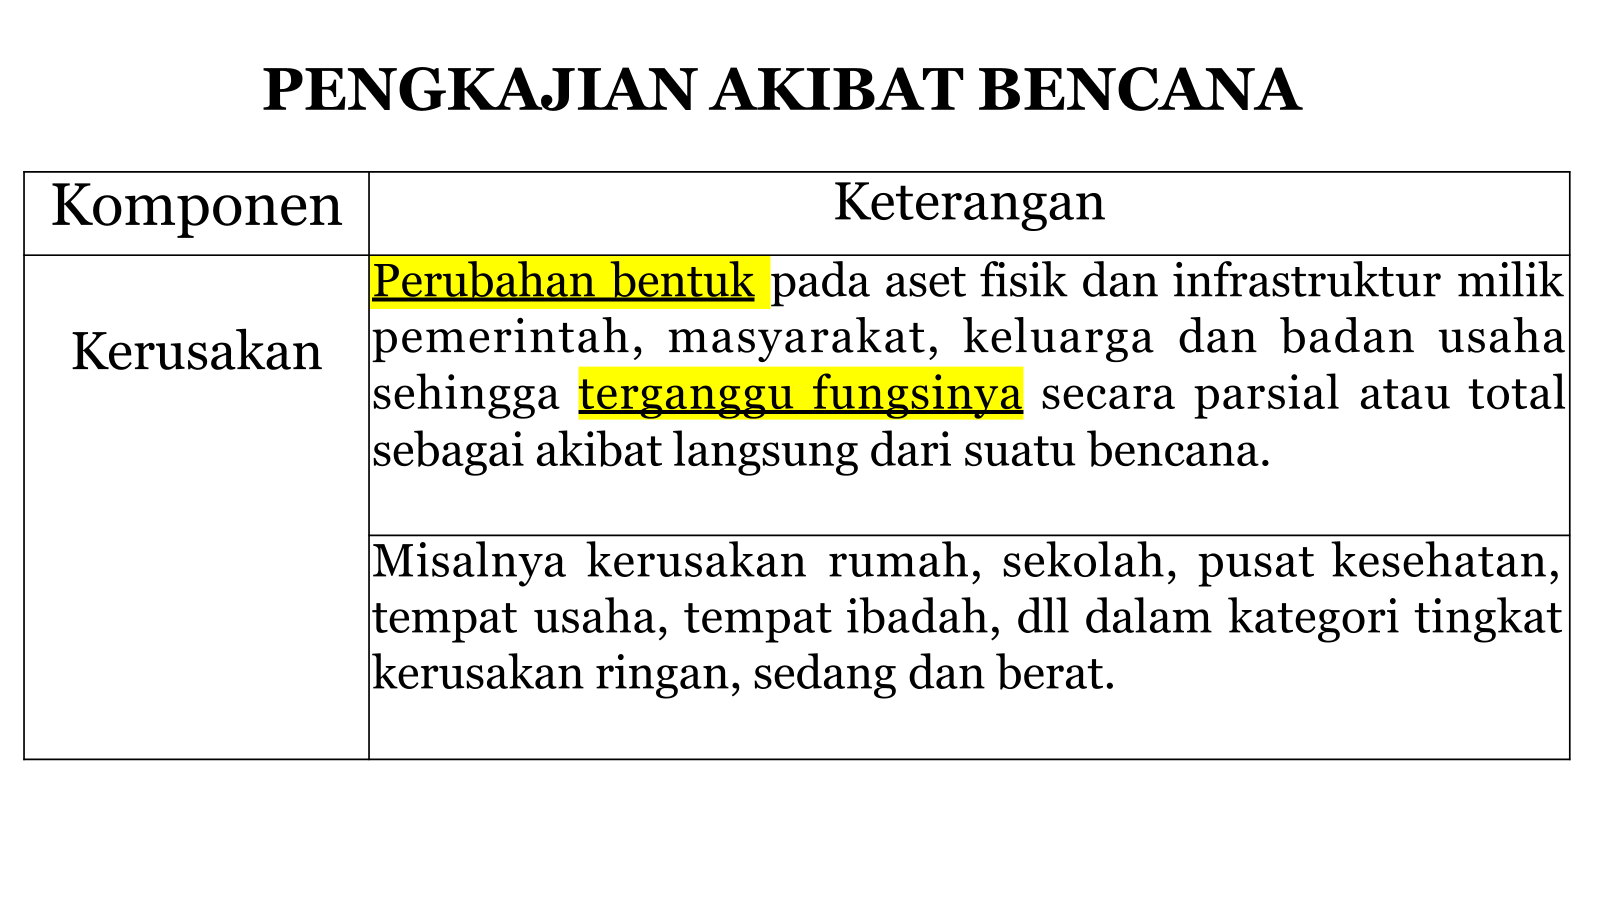 PENGKAJIAN AKIBAT BENCANA
Komponen
Keterangan
Kerusakan
Perubahan bentuk pada aset fisik dan infrastruktur milik
pemerintah, masyarakat, keluarga dan badan usaha
sehingga terganggu fungsinya secara parsial atau total
sebagai akibat langsung dari suatu bencana.
Misalnya kerusakan rumah, sekolah, pusat kesehatan,
tempat usaha, tempat ibadah, dll dalam kategori tingkat
kerusakan ringan, sedang dan berat.